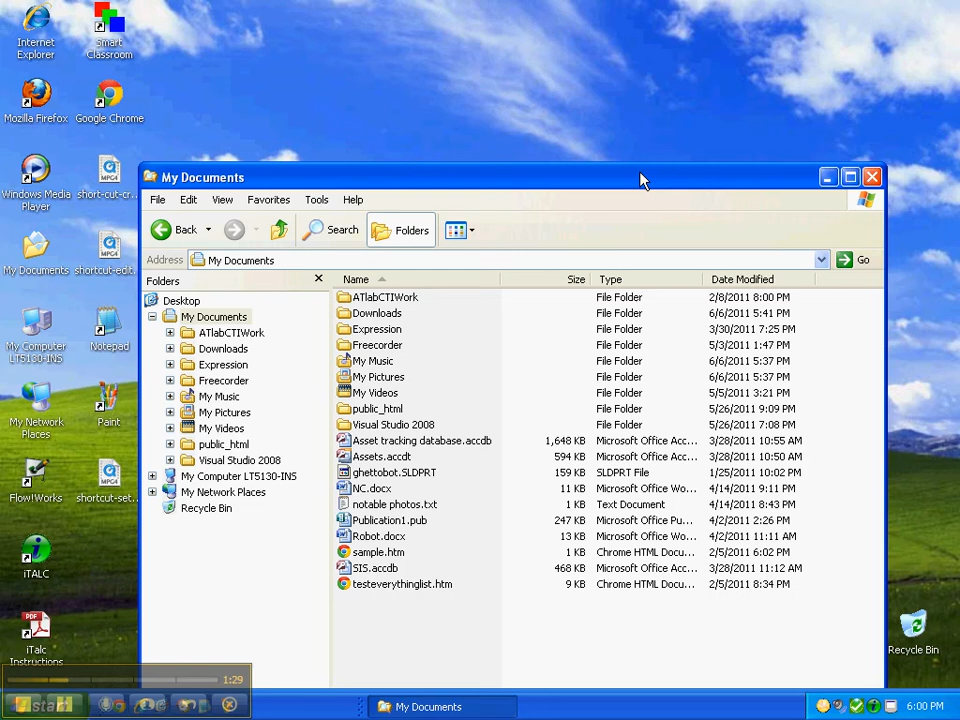 Internet
Explorer
Smart
Classroom
Mozilla Firefox
Google Chrome
Windows Media
Player
short-cut-cr...
My Documents
shortcut-edit...
My Computer
LT5130-INS
Notepad
My Network
Places
Paint
Flow!Works
shortcut-set...
iTALC
PDF
iTalc
Instructions
Recycle Bin
My Documents
File Edit View Favorites Tools Help
Back Search Folders
Address My Documents Go
Folders
Desktop
My Documents
ATlabCTIWork
Downloads
Expression
Freecorder
My Music
My Pictures
My Videos
public_html
Visual Studio 2008
My Computer LT5130-INS
My Network Places
Recycle Bin
Name Size Type Date Modified
ATlabCTIWork File Folder 2/8/2011 8:00 PM
Downloads File Folder 6/6/2011 5:41 PM
Expression File Folder 3/30/2011 7:25 PM
Freecorder File Folder 5/3/2011 1:47 PM
My Music File Folder 6/6/2011 5:37 PM
My Pictures File Folder 6/6/2011 5:37 PM
My Videos File Folder 5/5/2011 3:21 PM
public_html File Folder 5/26/2011 9:09 PM
Visual Studio 2008 File Folder 5/26/2011 7:08 PM
Asset tracking database.accdb 1,648 KB Microsoft Office Acc... 3/28/2011 10:55 AM
Assets.accdt 594 KB Microsoft Office Acc... 3/28/2011 10:50 AM
ghettobot.SLDPRT 159 KB SLDPRT File 1/25/2011 10:02 PM
NC.docx 11 KB Microsoft Office Wo... 4/14/2011 9:11 PM
notable photos.txt 1 KB Text Document 4/14/2011 8:43 PM
Publication1.pub 247 KB Microsoft Office Pu... 4/2/2011 2:26 PM
Robot.docx 13 KB Microsoft Office Wo... 4/2/2011 11:11 AM
sample.htm 1 KB Chrome HTML Docu... 2/5/2011 6:02 PM
SIS.accdb 468 KB Microsoft Office Acc... 3/28/2011 11:12 AM
testeverythinglist.htm 9 KB Chrome HTML Docu... 2/5/2011 8:34 PM
1:29
start
My Documents
6:00 PM